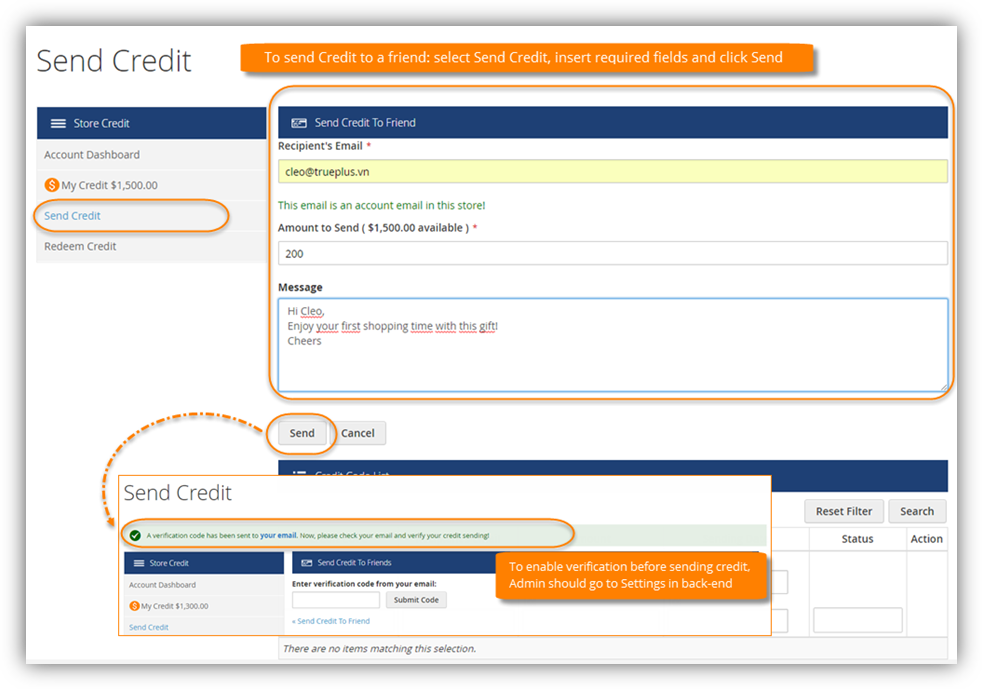 Send Credit
To send Credit to a friend: select Send Credit, insert required fields and click Send
Store Credit
Account Dashboard
My Credit $1,500.00
Send Credit
Redeem Credit
Send Credit To Friend
Recipient's Email *
cleo@trueplus.vn
This email is an account email in this store!
Amount to Send ( $1,500.00 available ) *
200
Message
Hi Cleo,
Enjoy your first shopping time with this gift!
Cheers
Send
Cancel
Credit Code List
Reset Filter
Search
Status
Action
Send Credit
A verification code has been sent to your email. Now, please check your email and verify your credit sending!
Store Credit
Account Dashboard
My Credit $1,300.00
Send Credit
Send Credit To Friends
Enter verification code from your email:
Submit Code
« Send Credit To Friend
To enable verification before sending credit,
Admin should go to Settings in back-end
There are no items matching this selection.